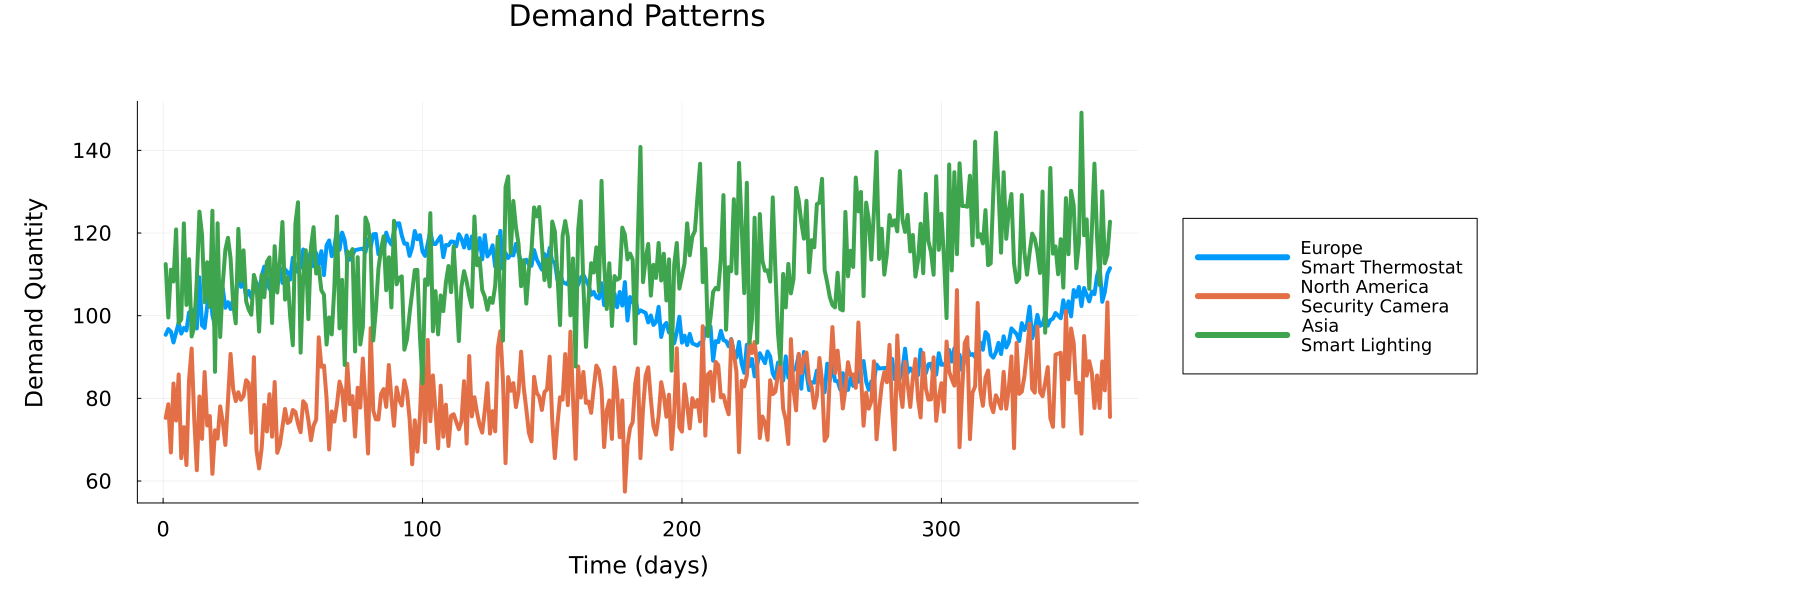 Demand Patterns
Demand Quantity
140
120
100
80
60
0
100
200
300
Time (days)
Europe
Smart Thermostat
North America
Security Camera
Asia
Smart Lighting